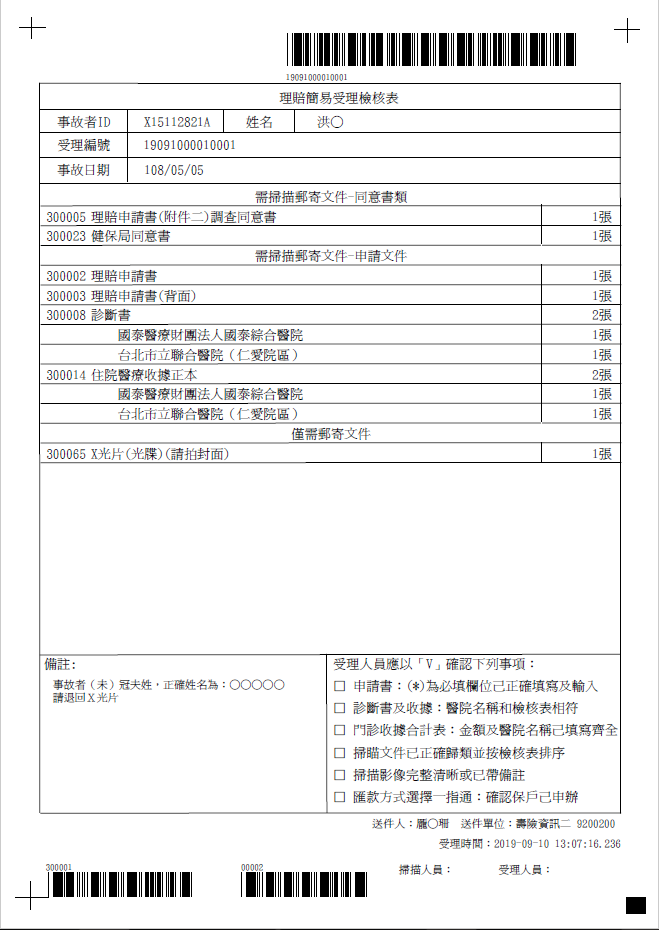 19091000010001
理賠簡易受理檢核表
事故者ID X15112821A 姓名 洪〇
受理編號 19091000010001
事故日期 108/05/05
需掃描郵寄文件-同意書類
300005 理賠申請書(附件二)調查同意書 1張
300023 健保局同意書 1張
需掃描郵寄文件-申請文件
300002 理賠申請書 1張
300003 理賠申請書(背面) 1張
300008 診斷書 2張
國泰醫療財團法人國泰綜合醫院 1張
台北市立聯合醫院（仁愛院區） 1張
300014 住院醫療收據正本 2張
國泰醫療財團法人國泰綜合醫院 1張
台北市立聯合醫院（仁愛院區） 1張
僅需郵寄文件
300065 X光片(光牒)(請拍封面) 1張
備註:
事故者（未）冠夫姓，正確姓名為：〇〇〇〇〇
請退回Ｘ光片
受理人員應以「V」確認下列事項：
□ 申請書：(*)為必填欄位己正確填寫及輸入
□ 診斷書及收據：醫院名稱和檢核表相符
□ 門診收據合計表：金額及醫院名稱己填寫齊全
□ 掃瞄文件已正確歸類並按檢核表排序
□ 掃描影像完整清晰或已帶備註
□ 匯款方式選擇一指通：確認保戶己申辦
送件人：龐〇珊 送件單位：壽險資訊二 9200200
受理時間：2019-09-10 13:07:16.236
300001 00002 掃描人員： 受理人員：